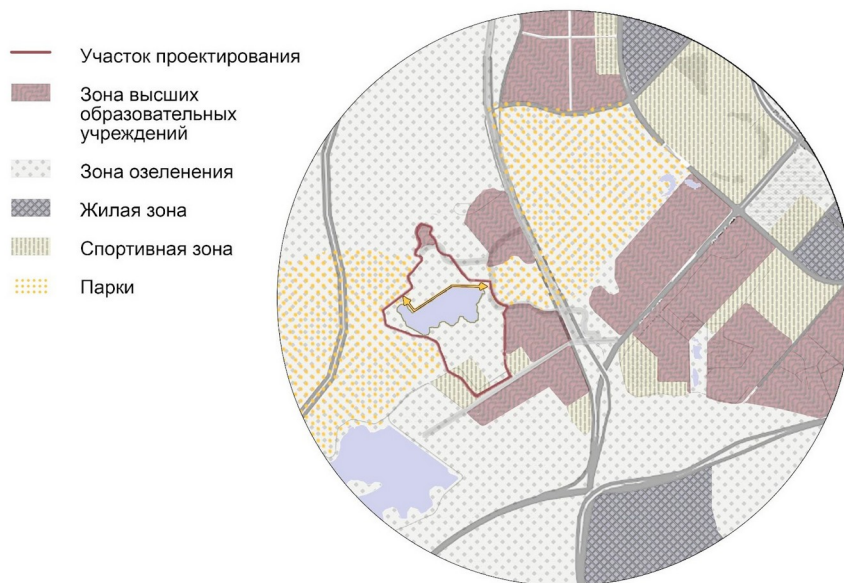 Участок проектирования
Зона высших
образовательных
учреждений
Зона озеленения
Жилая зона
Спортивная зона
Парки